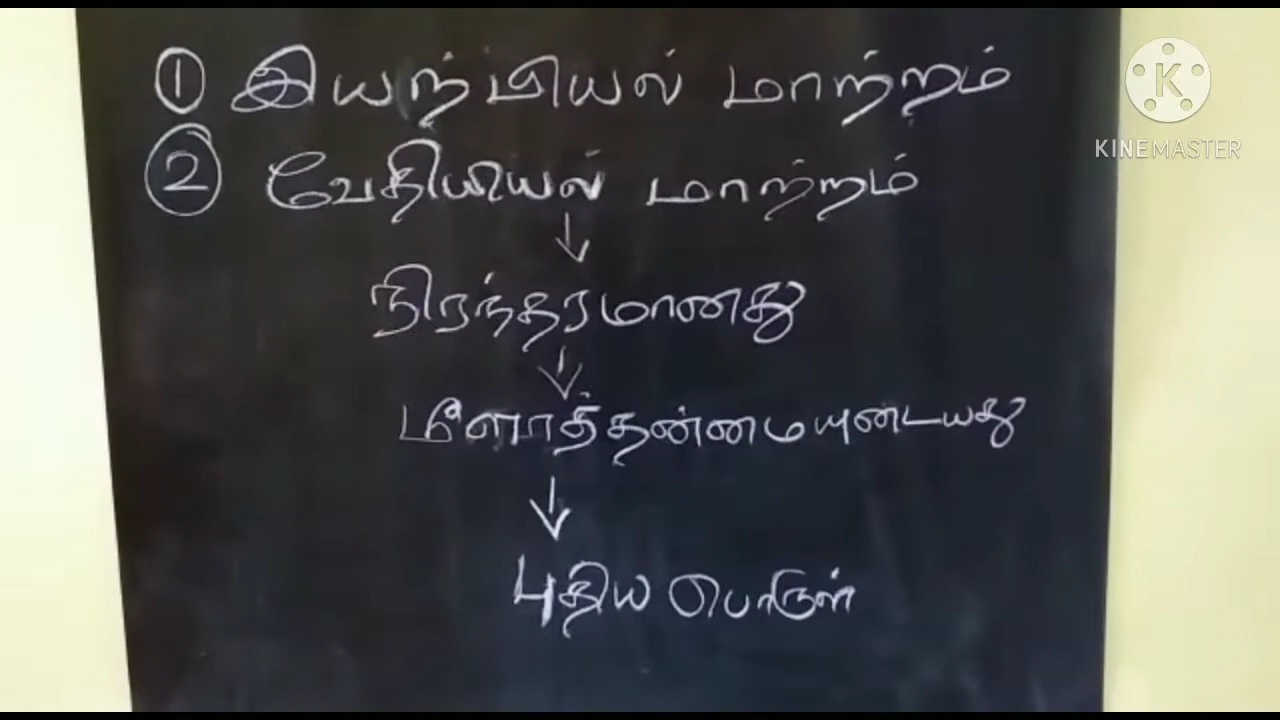 ① இயற்பியல் மாற்றம்
② வேதியியல் மாற்றம்
↓
நிரந்தரமானது
↓
மீளாத்தன்மையுடையது
↓
புதிய பொருள்
K
KINEMASTER